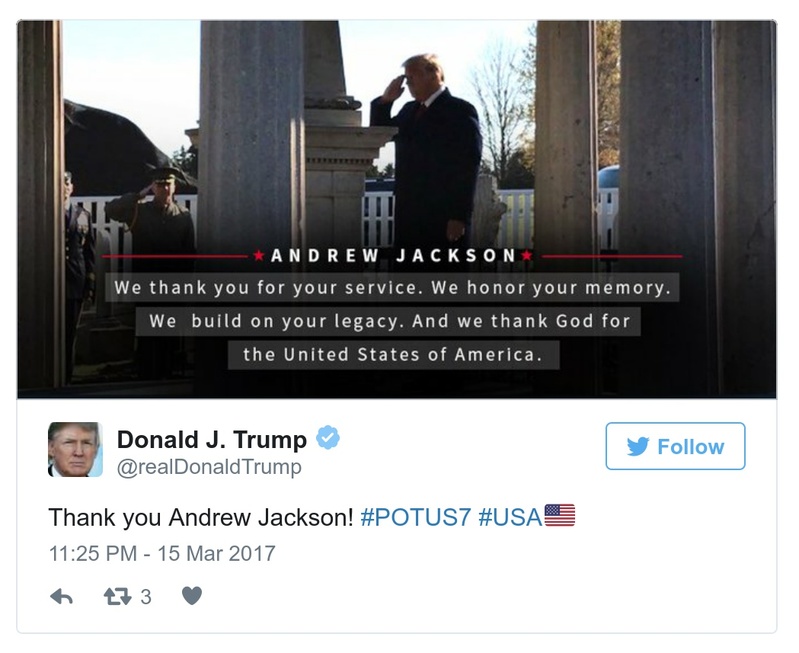 ANDREW JACKSON
We thank you for your service. We honor your memory.
We build on your legacy. And we thank God for
the United States of America.
Donald J. Trump
@realDonaldTrump
Follow
Thank you Andrew Jackson! #POTUS7 #USA🇺🇸
11:25 PM - 15 Mar 2017
3